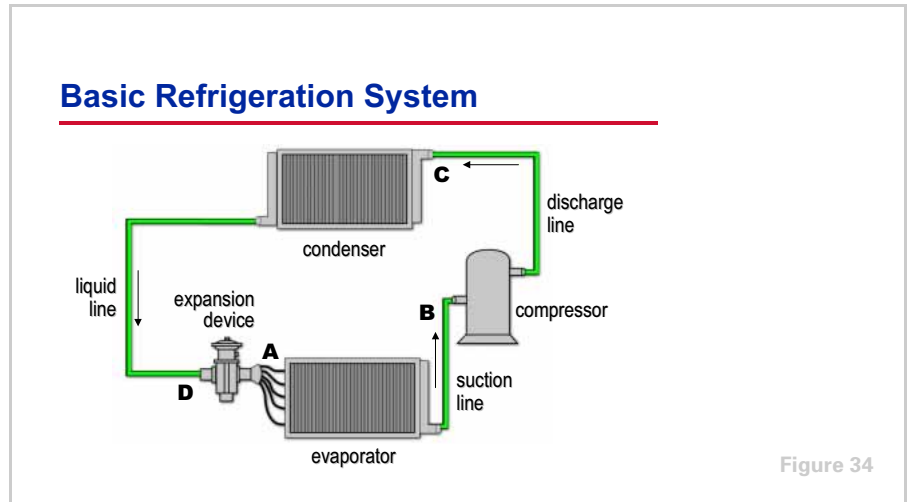 Basic Refrigeration System
C
discharge
line
condenser
liquid
line
expansion
device
B
compressor
A
D
suction
line
evaporator
Figure 34